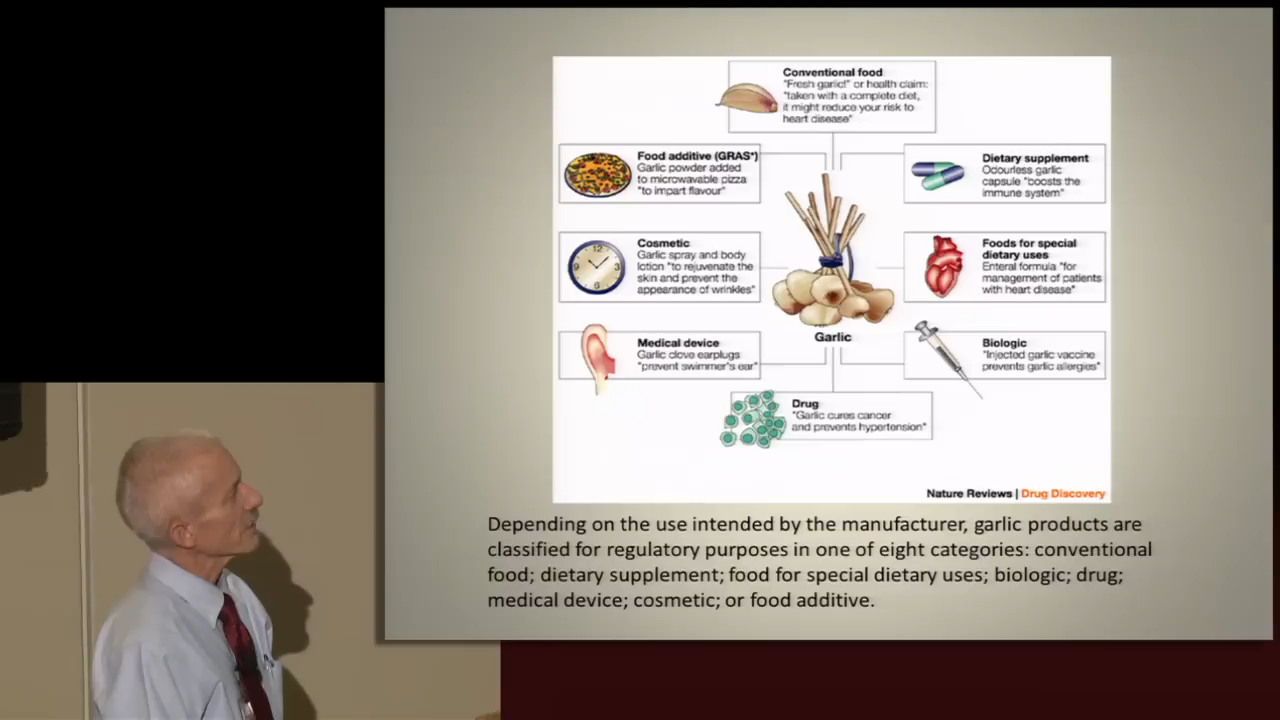 Conventional food
"Fresh garlic!" or health claim:
"taken with a complete diet,
it might reduce your risk to
heart disease"
Food additive (GRAS*)
Garlic powder added
to microwavable pizza
"to impart flavour"
Dietary supplement
Odourless garlic
capsule "boosts the
immune system"
Cosmetic
Garlic spray and body
lotion "to rejuvenate the
skin and prevent the
appearance of wrinkles"
Foods for special
dietary uses
Enteral formula "for
management of patients
with heart disease"
Garlic
Medical device
Garlic clove earplugs
"prevent swimmer's ear"
Biologic
"Injected garlic vaccine
prevents garlic allergies"
Drug
"Garlic cures cancer
and prevents hypertension"
Nature Reviews | Drug Discovery
Depending on the use intended by the manufacturer, garlic products are
classified for regulatory purposes in one of eight categories: conventional
food; dietary supplement; food for special dietary uses; biologic; drug;
medical device; cosmetic; or food additive.
12
3
6
9